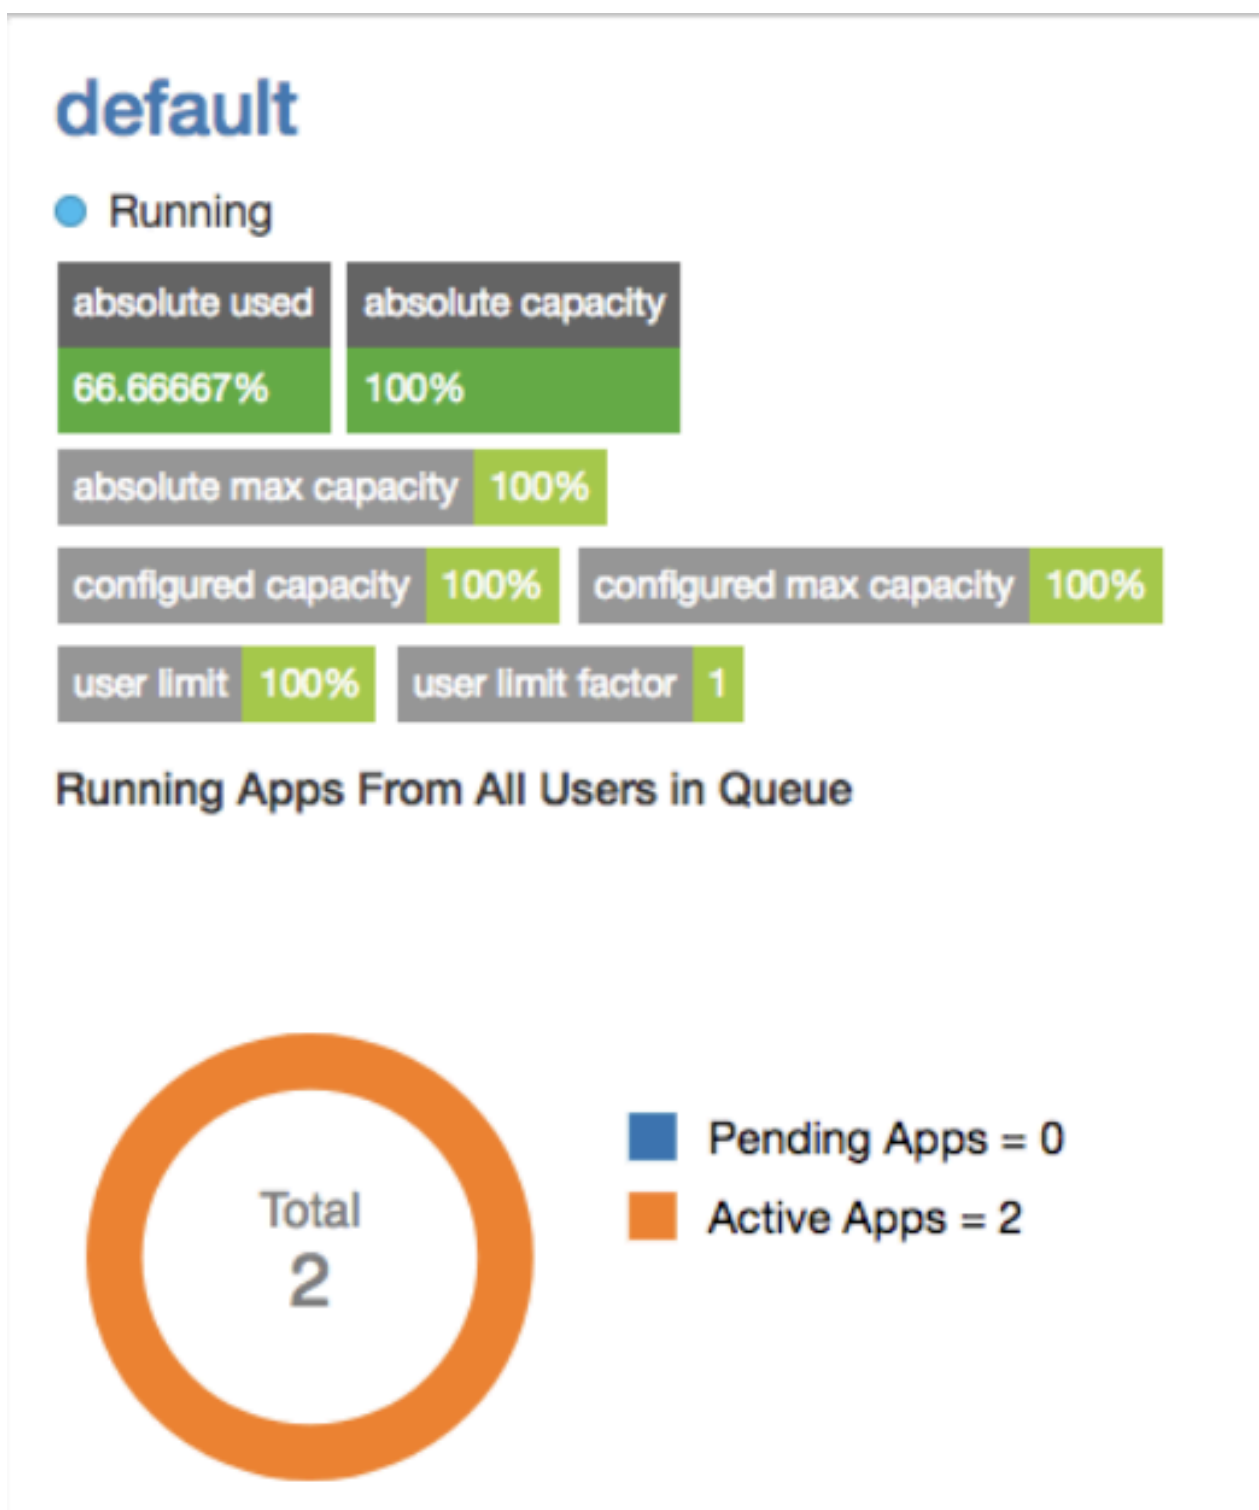 default
Running
absolute used absolute capacity
66.66667% 100%
absolute max capacity 100%
configured capacity 100% configured max capacity 100%
user limit 100% user limit factor 1
Running Apps From All Users in Queue
Total
2
Pending Apps = 0
Active Apps = 2